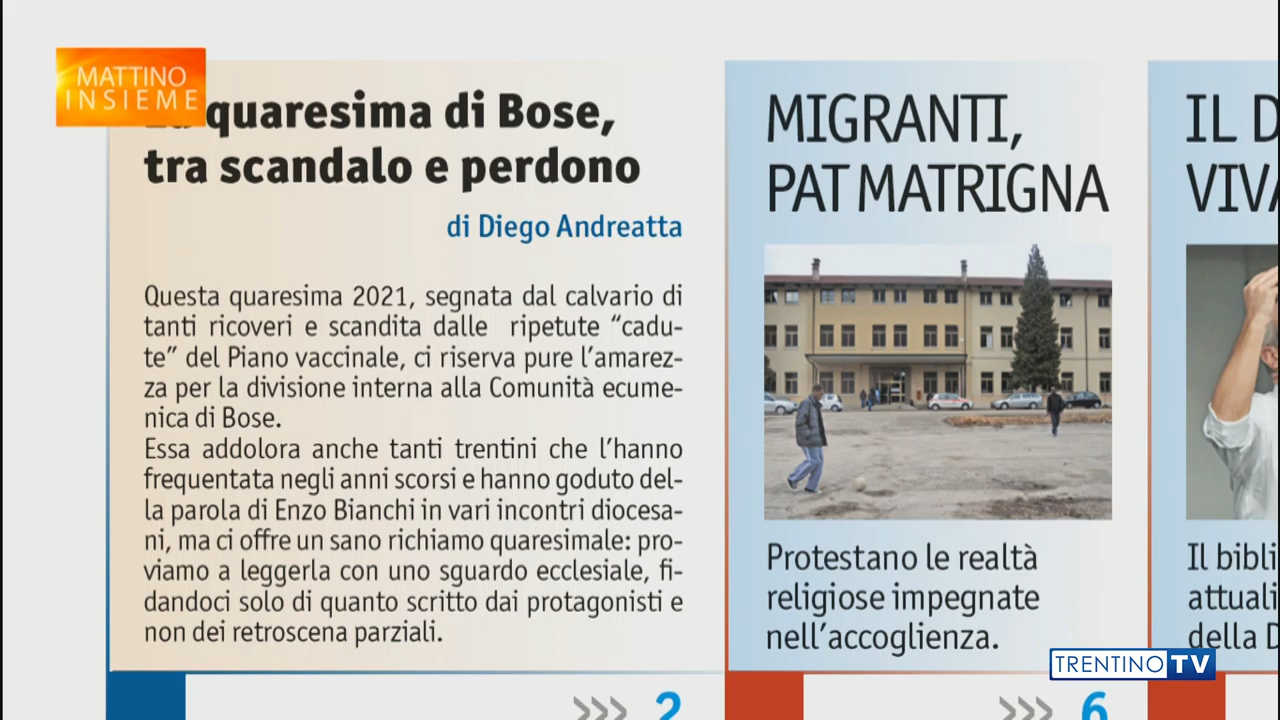 MATTINO
INSIEME
quaresima di Bose,
tra scandalo e perdono
di Diego Andreatta
Questa quaresima 2021, segnata dal calvario di
tanti ricoveri e scandita dalle ripetute “cadu-
te” del Piano vaccinale, ci riserva pure l’amarez-
za per la divisione interna alla Comunità ecume-
nica di Bose.
Essa addolora anche tanti trentini che l’hanno
frequentata negli anni scorsi e hanno goduto del-
la parola di Enzo Bianchi in vari incontri diocesa-
ni, ma ci offre un sano richiamo quaresimale: pro-
viamo a leggerla con uno sguardo ecclesiale, fi-
dandoci solo di quanto scritto dai protagonisti e
non dei retroscena parziali.
>>> 2
MIGRANTI,
PAT MATRIGNA
Protestano le realtà
religiose impegnate
nell’accoglienza.
>>> 6
IL D
VIVA
Il bibli
attuali
della D
TRENTINO TV